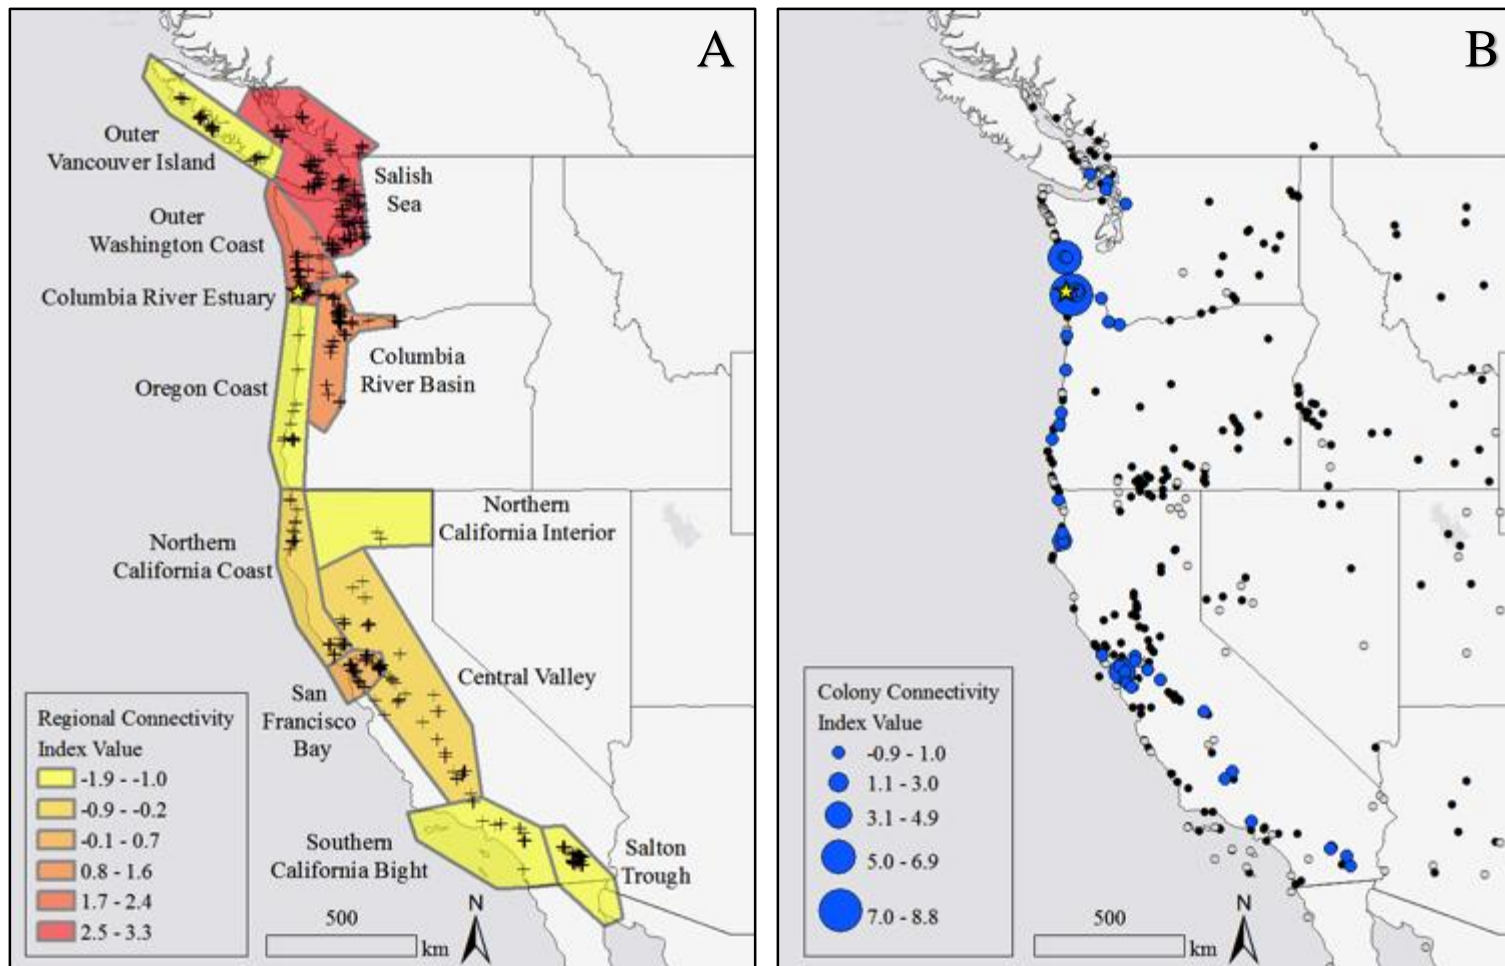 A
Outer
Vancouver Island
Salish
Sea
Outer
Washington Coast
Columbia River Estuary
Columbia
River Basin
Oregon Coast
Northern
California Interior
Northern
California Coast
Central Valley
San
Francisco
Bay
Southern
California Bight
Salton
Trough
Regional Connectivity
Index Value
-1.9 - -1.0
-0.9 - -0.2
-0.1 - 0.7
0.8 - 1.6
1.7 - 2.4
2.5 - 3.3
500
km
N
B
Colony Connectivity
Index Value
-0.9 - 1.0
1.1 - 3.0
3.1 - 4.9
5.0 - 6.9
7.0 - 8.8
500
km
N